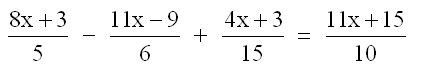 (8x + 3)/5 − (11x − 9)/6 + (4x + 3)/15 = (11x + 15)/10